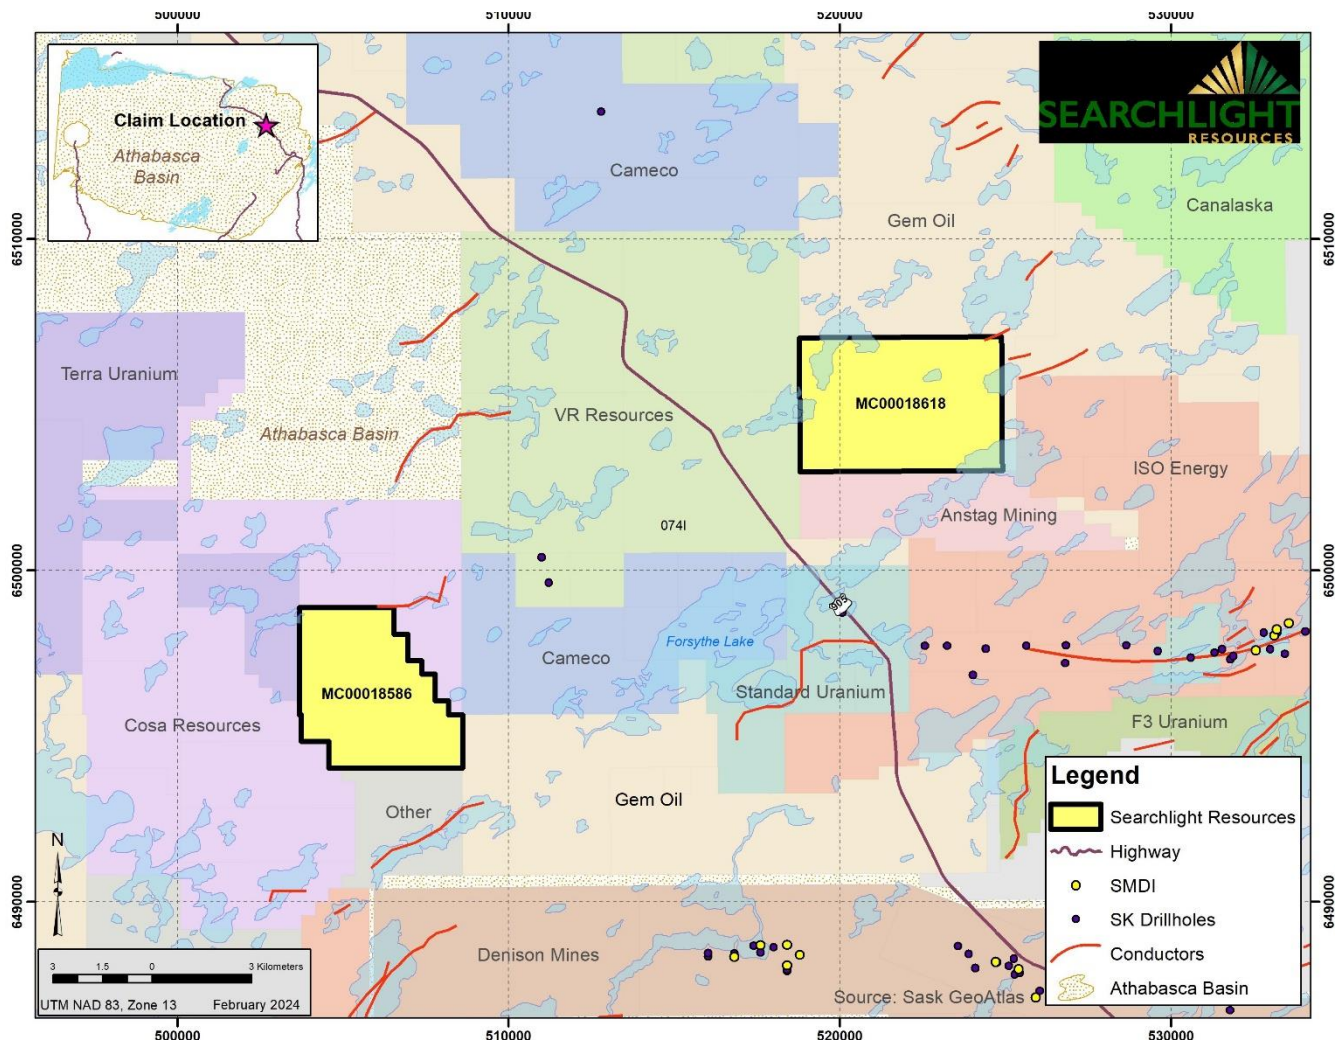 500000
510000
520000
530000
Claim Location
Athabasca
Basin
SEARCHLIGHT
RESOURCES
Cameco
Canalaska
Gem Oil
6510000
6510000
Terra Uranium
MC00018618
VR Resources
Athabasca Basin
ISO Energy
Anstag Mining
074I
6500000
6500000
905
Forsythe Lake
Cameco
MC00018586
Standard Uranium
Cosa Resources
F3 Uranium
Gem Oil
Other
Legend
Searchlight Resources
Highway
SMDI
SK Drillholes
Conductors
Athabasca Basin
N
6490000
6490000
Denison Mines
3 1.5 0 3 Kilometers
UTM NAD 83, Zone 13 February 2024
Source: Sask GeoAtlas
500000
510000
520000
530000